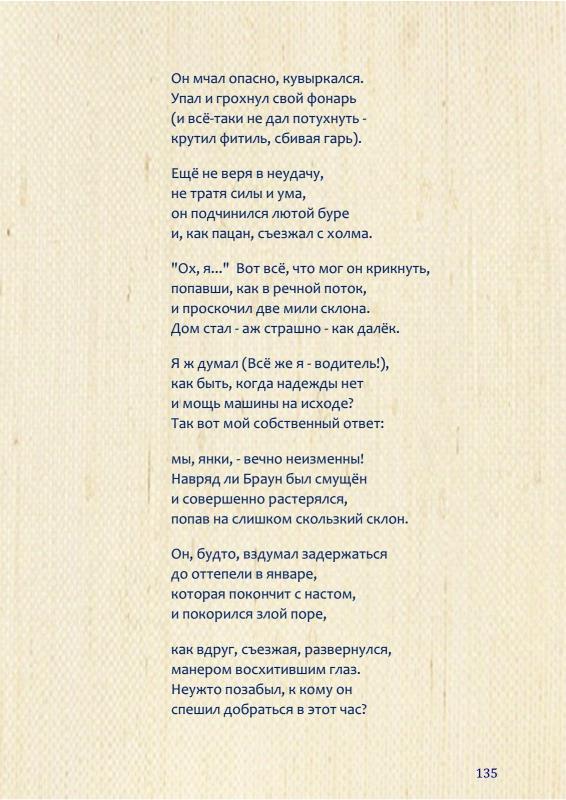 Он мчал опасно, кувыркался.
Упал и грохнул свой фонарь
(и всё-таки не дал потухнуть -
крутил фитиль, сбивая гарь).
Ещё не веря в неудачу,
не тратя силы и ума,
он подчинился лютой буре
и, как пацан, съезжал с холма.
"Ох, я..."  Вот всё, что мог он крикнуть,
попавши, как в речной поток,
и проскочил две мили склона.
Дом стал - аж страшно - как далёк.
Я ж думал (Всё же я - водитель!),
как быть, когда надежды нет
и мощь машины на исходе?
Так вот мой собственный ответ:
мы, янки, - вечно неизменны!
Навряд ли Браун был смущён
и совершенно растерялся,
попав на слишком скользкий склон.
Он, будто, вздумал задержаться
до оттепели в январе,
которая покончит с настом,
и покорился злой поре,
как вдруг, съезжая, развернулся,
манером восхитившим глаз.
Неужто позабыл, к кому он
спешил добраться в этот час?
135